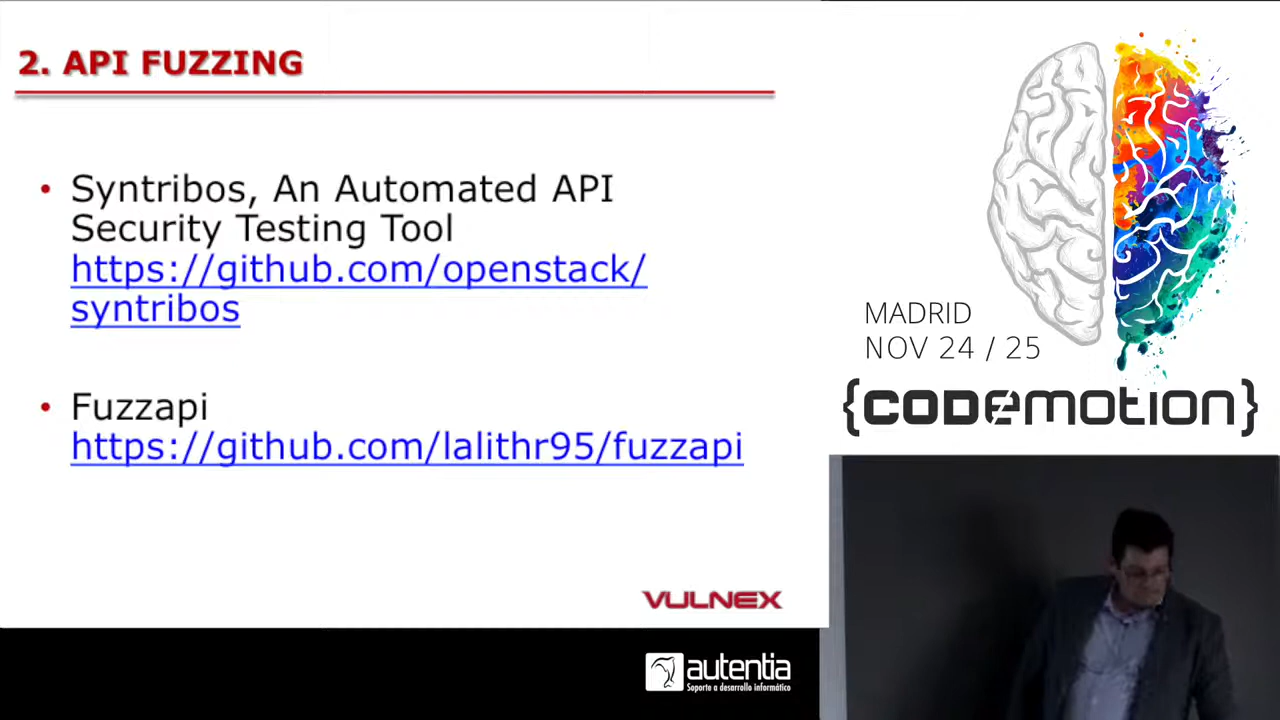 2. API FUZZING
• Syntribos, An Automated API
Security Testing Tool
https://github.com/openstack/
syntribos
• Fuzzapi
https://github.com/lalithr95/fuzzapi
VULNEX
MADRID
NOV 24 / 25
{CODEMOTION}
autentia
Soporte a desarrollo informático